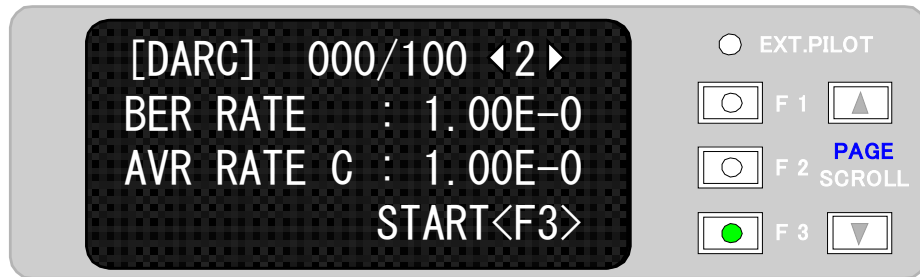 [DARC] 000/100 ◀2▶
BER RATE : 1.00E-0
AVR RATE C : 1.00E-0
START<F3>
EXT.PILOT
F 1
F 2
PAGE
SCROLL
F 3